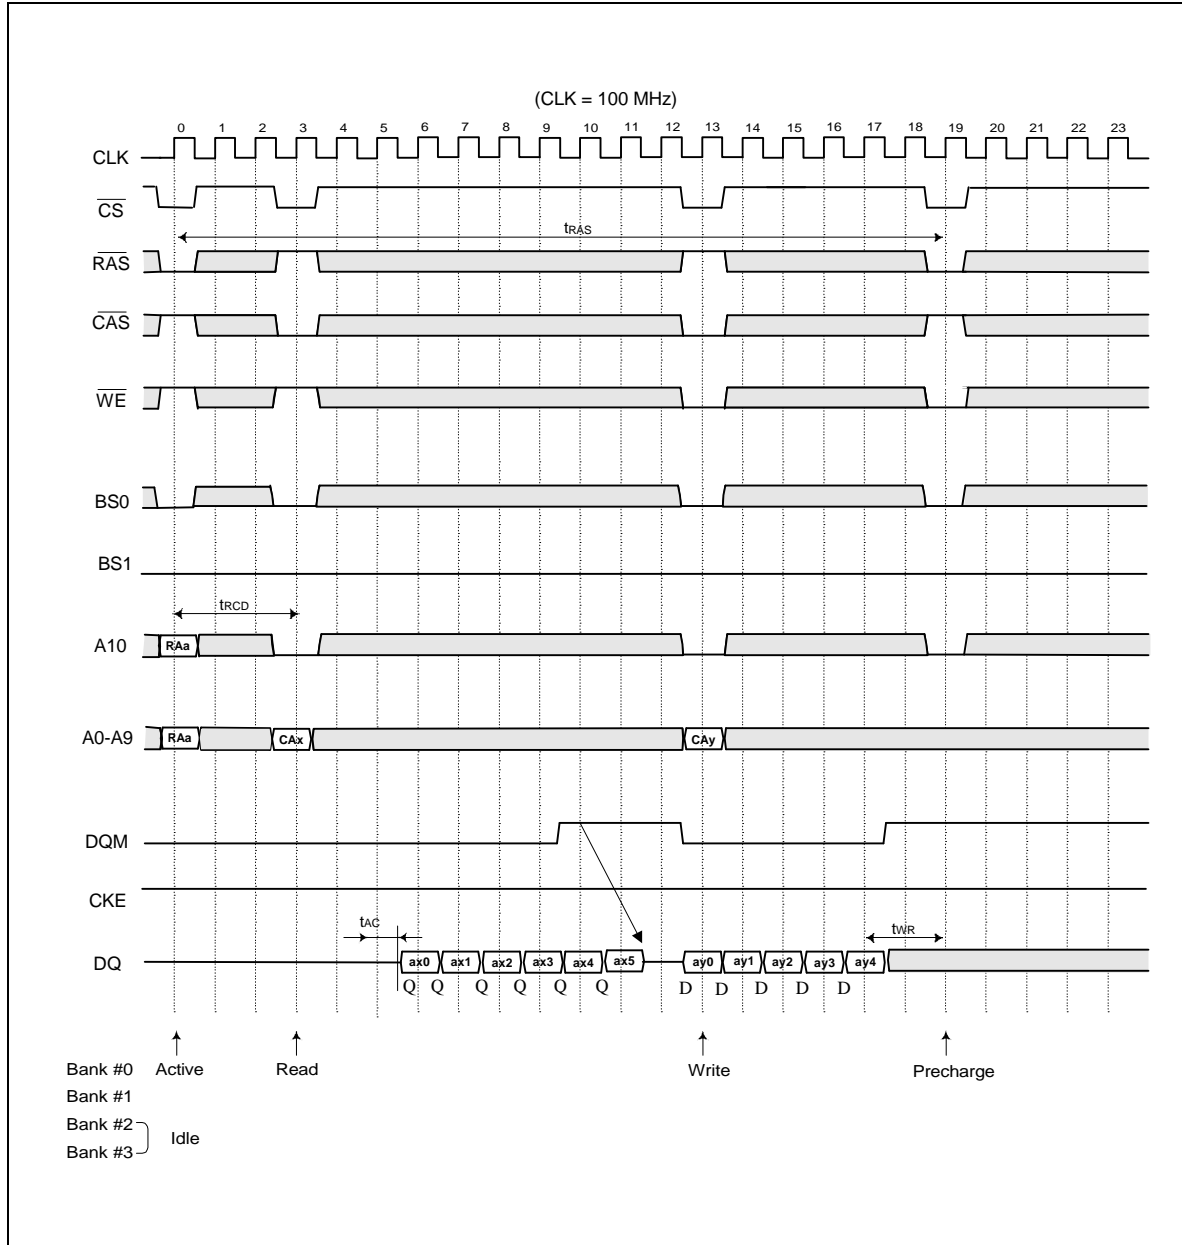 (CLK = 100 MHz)
0 1 2 3 4 5 6 7 8 9 10 11 12 13 14 15 16 17 18 19 20 21 22 23
CLK
CS
tRAS
RAS
CAS
WE
BS0
BS1
tRCD
A10 RAa
A0-A9 RAa CAx CAy
DQM
CKE
tAC tWR
DQ ax0 ax1 ax2 ax3 ax4 ax5 ay0 ay1 ay2 ay3 ay4
Q Q Q Q Q Q D D D D D
Bank #0 Active Read Write Precharge
Bank #1
Bank #2
Idle
Bank #3